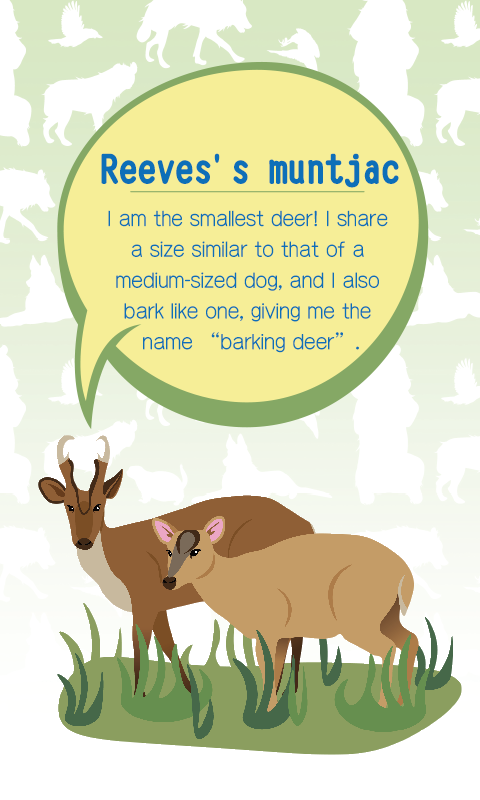 Reeves's muntjac
I am the smallest deer! I share
a size similar to that of a
medium-sized dog, and I also
bark like one, giving me the
name “barking deer”.